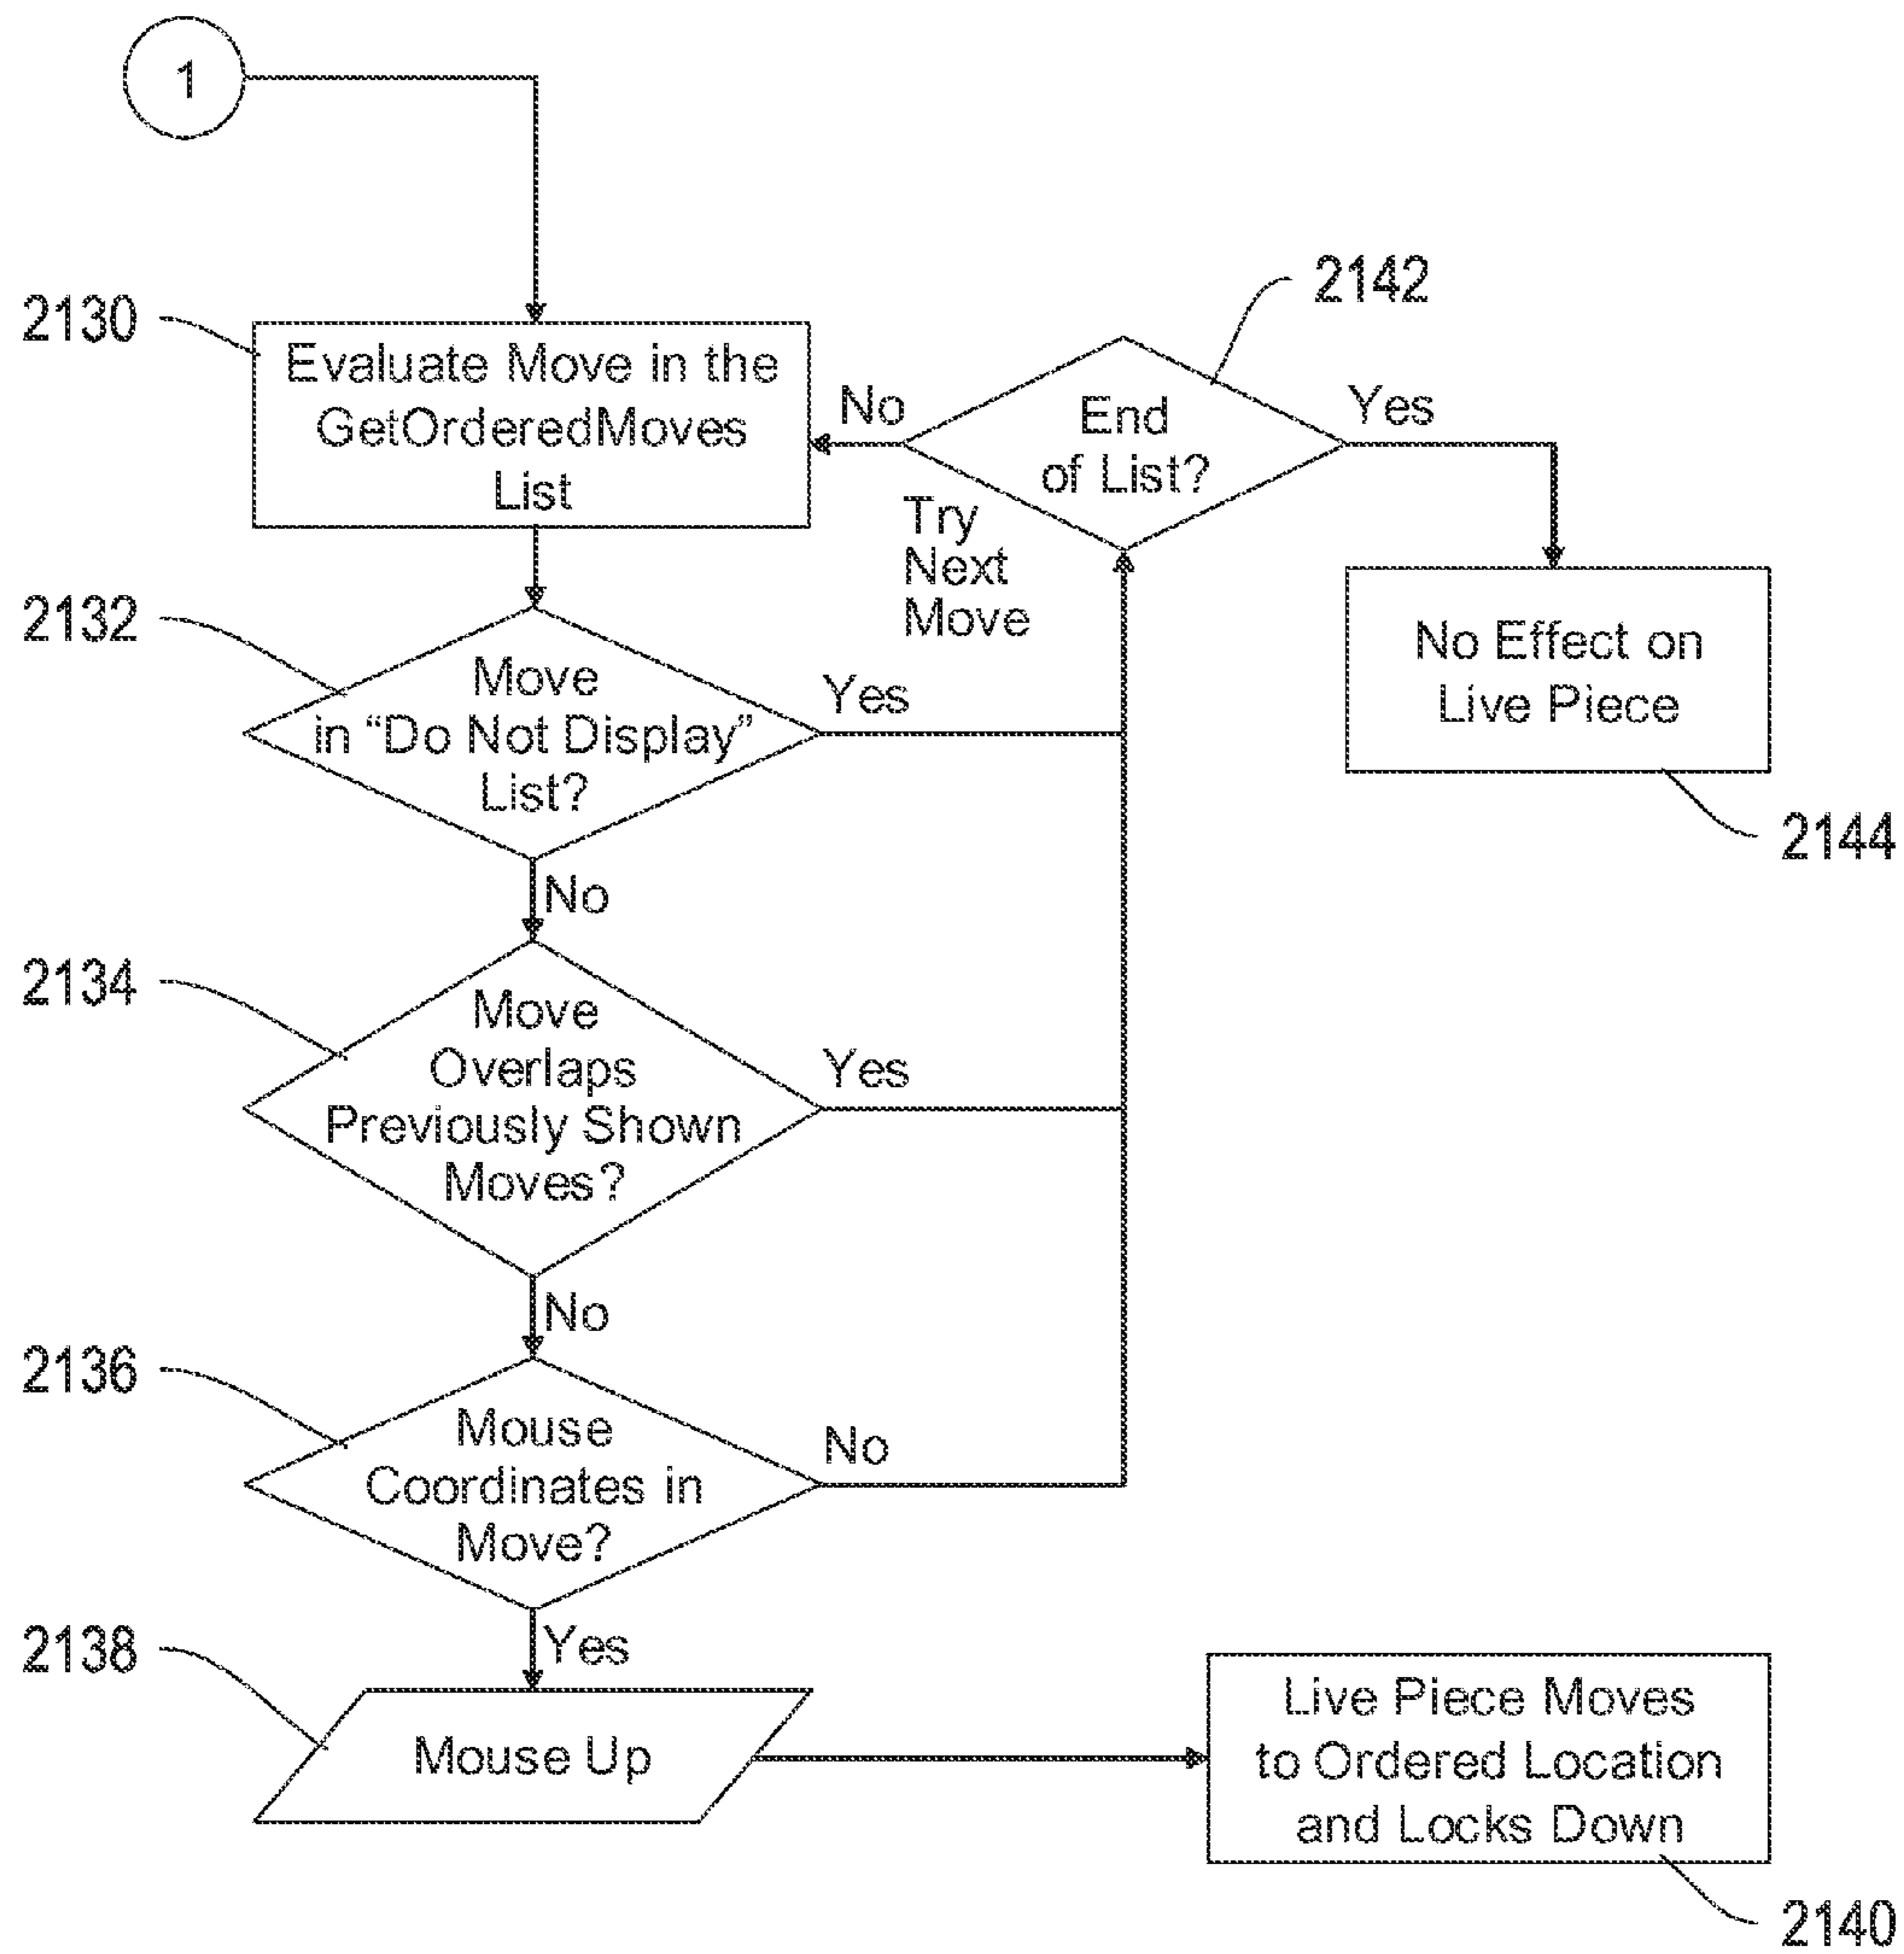 1
2130
Evaluate Move in the
GetOrderedMoves
List
2142
End
of List?
No
Yes
Try
Next
Move
No Effect on
Live Piece
2144
2132
Move
in “Do Not Display”
List?
Yes
No
2134
Move
Overlaps
Previously Shown
Moves?
Yes
No
2136
Mouse
Coordinates in
Move?
No
Yes
2138
Mouse Up
Live Piece Moves
to Ordered Location
and Locks Down
2140